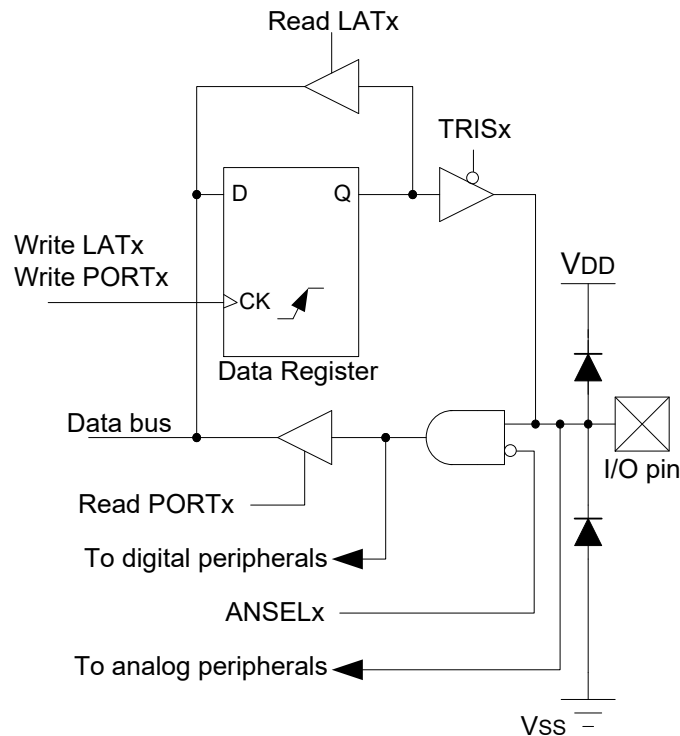 Read LATx
TRISx
D
Q
Write LATx
Write PORTx
CK
VDD
Data Register
Data bus
I/O pin
Read PORTx
To digital peripherals
ANSELx
To analog peripherals
VSS